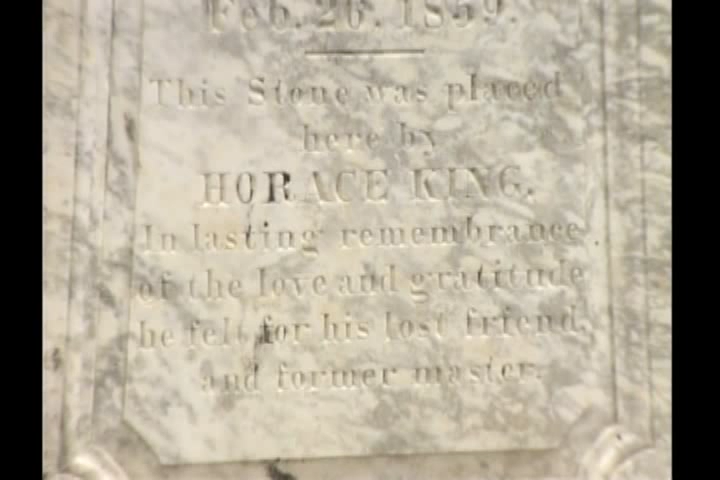 Feb. 26. 1859.
This Stone was placed
here by
HORACE KING.
In lasting remembrance
of the love and gratitude
he felt for his lost friend
and former master.